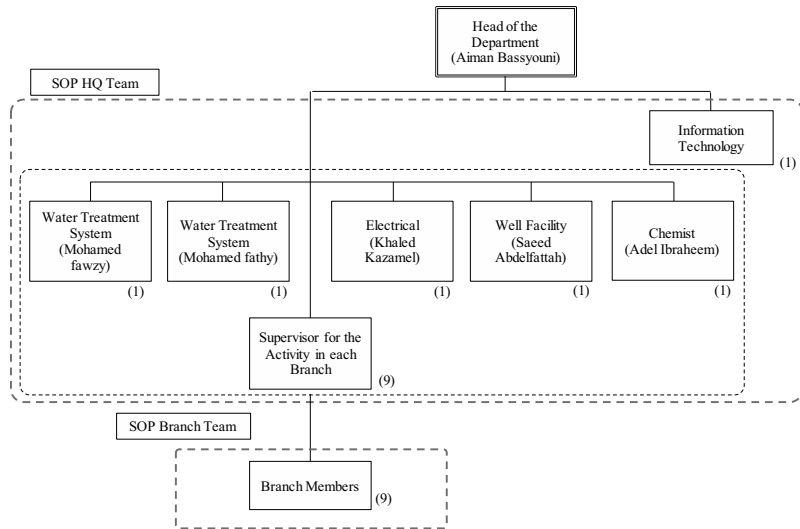 Head of the
Department
(Aiman Bassyouni)
SOP HQ Team
Information
Technology
(1)
Water Treatment
System
(Mohamed
fawzy)
(1)
Water Treatment
System
(Mohamed fathy)
(1)
Electrical
(Khaled
Kazamel)
(1)
Well Facility
(Saeed
Abdelfattah)
(1)
Chemist
(Adel Ibraheem)
(1)
Supervisor for the
Activity in each
Branch
(9)
SOP Branch Team
Branch Members
(9)